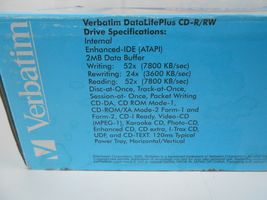 Verbatim
Verbatim DataLifePlus CD-R/RW
Drive Specifications:
Internal
Enhanced-IDE (ATAPI)
2MB Data Buffer
Writing: 52x (7800 KB/sec)
Rewriting: 24x (3600 KB/sec)
Reading: 52x (7800 KB/sec)
Disc-at-Once, Track-at-Once,
Session-at-Once, Packet Writing
CD-DA, CD ROM Mode-1,
CD-ROM/XA Mode-2 Form-1 and
Form-2, CD-I Ready, Video-CD
(MPEG-1), Karaoke CD, Photo-CD,
Enhanced CD, CD extra, I-Trax CD,
UDF, and CD-TEXT. 120ms Typical
Power Tray, Horizontal/Vertical